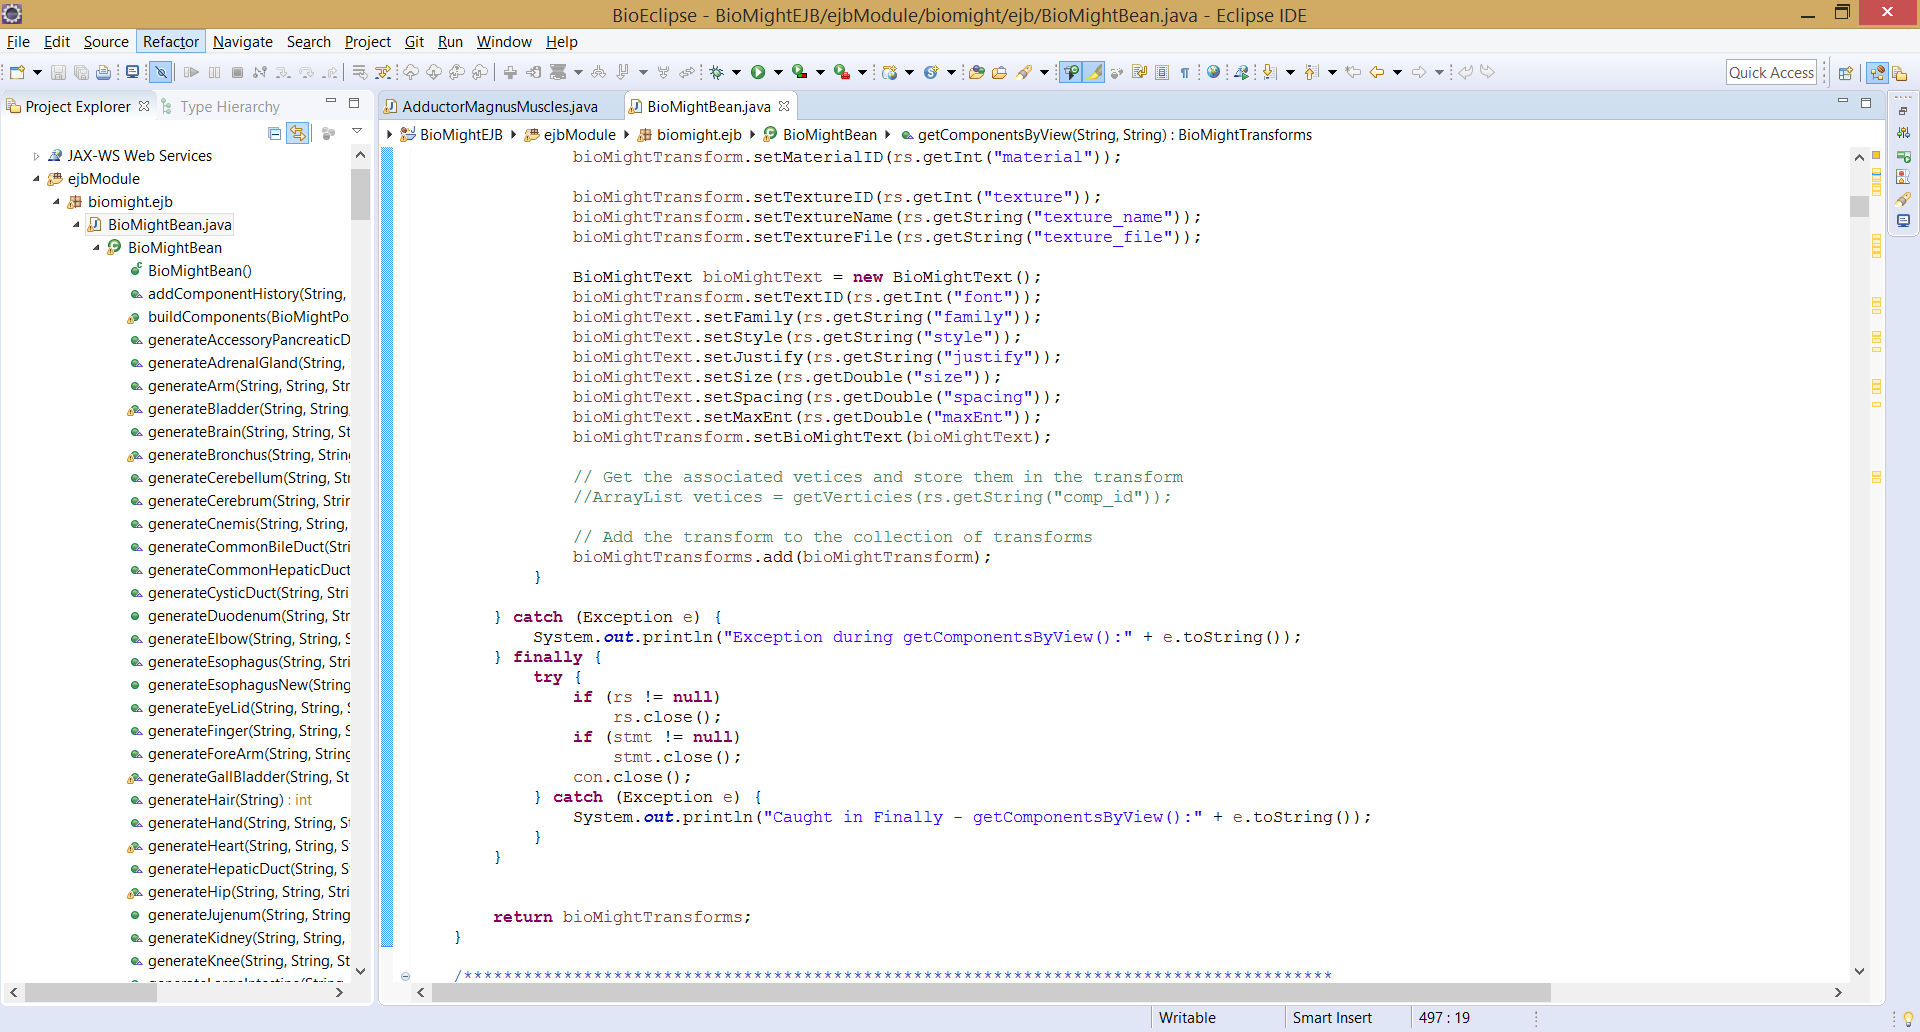 BioEclipse - BioMightEJB/ejbModule/biomight/ejb/BioMightBean.java - Eclipse IDE
File Edit Source Refactor Navigate Search Project Git Run Window Help
Quick Access
Project Explorer Type Hierarchy
JAX-WS Web Services
ejbModule
biomight.ejb
BioMightBean.java
BioMightBean
BioMightBean()
addComponentHistory(String,
buildComponents(BioMightPo
generateAccessoryPancreaticD
generateAdrenalGland(String,
generateArm(String, String, Str
generateBladder(String, String
generateBrain(String, String, St
generateBronchus(String, Strin
generateCerebellum(String, Str
generateCerebrum(String, Strir
generateCnemis(String, String,
generateCommonBileDuct(Stri
generateCommonHepaticDuct
generateCysticDuct(String, Stri
generateDuodenum(String, Str
generateElbow(String, String, S
generateEsophagus(String, Stri
generateEsophagusNew(String
generateEyeLid(String, String, S
generateFinger(String, String, S
generateForeArm(String, String
generateGallBladder(String, St
generateHair(String) : int
generateHand(String, String, S
generateHeart(String, String, S
generateHepaticDuct(String, S
generateHip(String, String, Stri
generateJujenum(String, String
generateKidney(String, String,
generateKnee(String, String, St
AdductorMagnusMuscles.java BioMightBean.java
BioMightEJB ejbModule biomight.ejb BioMightBean getComponentsByView(String, String) : BioMightTransforms
bioMightTransform.setMaterialID(rs.getInt("material"));
bioMightTransform.setTextureID(rs.getInt("texture"));
bioMightTransform.setTextureName(rs.getString("texture_name"));
bioMightTransform.setTextureFile(rs.getString("texture_file"));
BioMightText bioMightText = new BioMightText();
bioMightTransform.setTextID(rs.getInt("font"));
bioMightText.setFamily(rs.getString("family"));
bioMightText.setStyle(rs.getString("style"));
bioMightText.setJustify(rs.getString("justify"));
bioMightText.setSize(rs.getDouble("size"));
bioMightText.setSpacing(rs.getDouble("spacing"));
bioMightText.setMaxEnt(rs.getDouble("maxEnt"));
bioMightTransform.setBioMightText(bioMightText);
// Get the associated vetices and store them in the transform
//ArrayList vetices = getVerticies(rs.getString("comp_id"));
// Add the transform to the collection of transforms
bioMightTransforms.add(bioMightTransform);
}
} catch (Exception e) {
System.out.println("Exception during getComponentsByView():" + e.toString());
} finally {
try {
if (rs != null)
rs.close();
if (stmt != null)
stmt.close();
con.close();
} catch (Exception e) {
System.out.println("Caught in Finally - getComponentsByView():" + e.toString());
}
}
return bioMightTransforms;
}
/***************************************************************************************
Writable Smart Insert 497 : 19